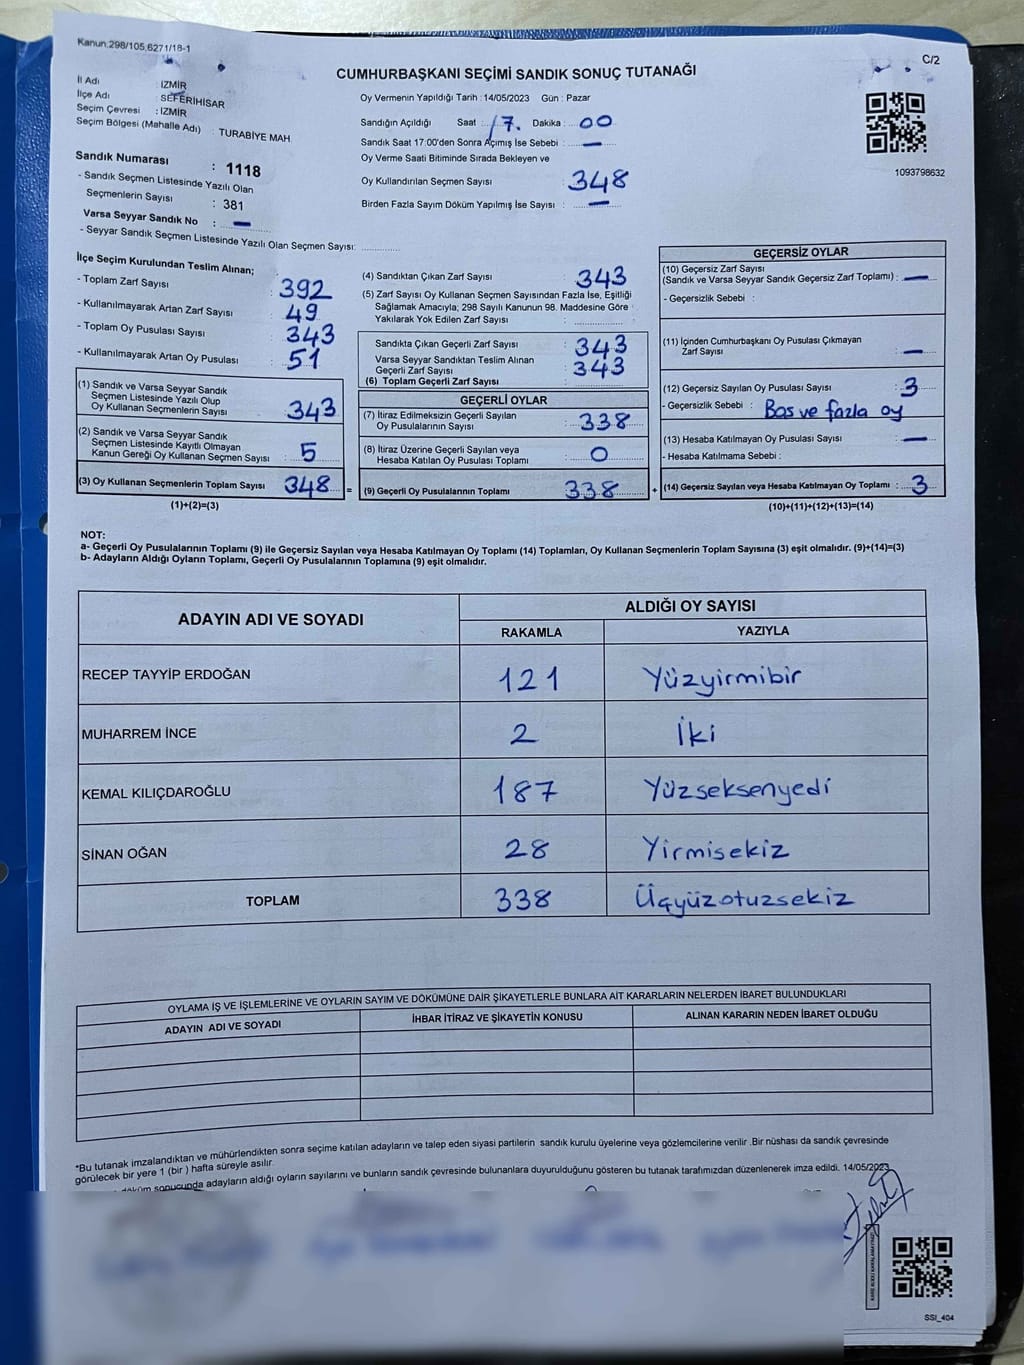 Kanun:298/105,6271/18-1
C/2
CUMHURBAŞKANI SEÇİMİ SANDIK SONUÇ TUTANAĞI
İl Adı : İZMİR
İlçe Adı : SEFERİHİSAR
Seçim Çevresi : İZMİR
Seçim Bölgesi (Mahalle Adı) : TURABİYE MAH.
Sandık Numarası : 1118
- Sandık Seçmen Listesinde Yazılı Olan
Seçmenlerin Sayısı : 381
Varsa Seyyar Sandık No : —
- Seyyar Sandık Seçmen Listesinde Yazılı Olan Seçmen Sayısı: ............
Oy Vermenin Yapıldığı Tarih :14/05/2023 Gün : Pazar
Sandığın Açıldığı Saat : 17. Dakika : 00
Sandık Saat 17:00'den Sonra Açımış İse Sebebi : —
Oy Verme Saati Bitiminde Sırada Bekleyen ve
Oy Kullandırılan Seçmen Sayısı : 348
Birden Fazla Sayım Döküm Yapılmış İse Sayısı : —
1093798632
İlçe Seçim Kurulundan Teslim Alınan;
- Toplam Zarf Sayısı : 392
- Kullanılmayarak Artan Zarf Sayısı : 49
- Toplam Oy Pusulası Sayısı : 343
- Kullanılmayarak Artan Oy Pusulası : 51
(1) Sandık ve Varsa Seyyar Sandık
Seçmen Listesinde Yazılı Olup
Oy Kullanan Seçmenlerin Sayısı : 343
(2) Sandık ve Varsa Seyyar Sandık
Seçmen Listesinde Kayıtlı Olmayan
Kanun Gereği Oy Kullanan Seçmen Sayısı : 5
(3) Oy Kullanan Seçmenlerin Toplam Sayısı : 348 =
(1)+(2)=(3)
(4) Sandıktan Çıkan Zarf Sayısı : 343
(5) Zarf Sayısı Oy Kullanan Seçmen Sayısından Fazla İse, Eşitliği
Sağlamak Amacıyla; 298 Sayılı Kanunun 98. Maddesine Göre
Yakılarak Yok Edilen Zarf Sayısı : ............
Sandıkta Çıkan Geçerli Zarf Sayısı : 343
Varsa Seyyar Sandıktan Teslim Alınan
Geçerli Zarf Sayısı : 343
(6) Toplam Geçerli Zarf Sayısı : ............
GEÇERLİ OYLAR
(7) İtiraz Edilmeksizin Geçerli Sayılan
Oy Pusulalarının Sayısı : 338
(8) İtiraz Üzerine Geçerli Sayılan veya
Hesaba Katılan Oy Pusulası Toplamı : 0
(9) Geçerli Oy Pusulalarının Toplamı : 338 +
GEÇERSİZ OYLAR
(10) Geçersiz Zarf Sayısı
(Sandık ve Varsa Seyyar Sandık Geçersiz Zarf Toplamı) : —
- Geçersizlik Sebebi :
(11) İçinden Cumhurbaşkanı Oy Pusulası Çıkmayan
Zarf Sayısı : —
(12) Geçersiz Sayılan Oy Pusulası Sayısı : 3
- Geçersizlik Sebebi : Bos ve fazla oy
(13) Hesaba Katılmayan Oy Pusulası Sayısı : —
- Hesaba Katılmama Sebebi :
(14) Geçersiz Sayılan veya Hesaba Katılmayan Oy Toplamı : 3
(10)+(11)+(12)+(13)=(14)
NOT:
a- Geçerli Oy Pusulalarının Toplamı (9) ile Geçersiz Sayılan veya Hesaba Katılmayan Oy Toplamı (14) Toplamları, Oy Kullanan Seçmenlerin Toplam Sayısına (3) eşit olmalıdır. (9)+(14)=(3)
b- Adayların Aldığı Oyların Toplamı, Geçerli Oy Pusulalarının Toplamına (9) eşit olmalıdır.
ADAYIN ADI VE SOYADI ALDIĞI OY SAYISI
RAKAMLA YAZIYLA
RECEP TAYYİP ERDOĞAN 121 Yüzyirmibir
MUHARREM İNCE 2 İki
KEMAL KILIÇDAROĞLU 187 Yüzseksenyedi
SİNAN OĞAN 28 Yirmisekiz
TOPLAM 338 Üçyüzotuzsekiz
OYLAMA İŞ VE İŞLEMLERİNE VE OYLARIN SAYIM VE DÖKÜMÜNE DAİR ŞİKAYETLERLE BUNLARA AİT KARARLARIN NELERDEN İBARET BULUNDUKLARI
ADAYIN ADI VE SOYADI İHBAR İTİRAZ VE ŞİKAYETİN KONUSU ALINAN KARARIN NEDEN İBARET OLDUĞU
*Bu tutanak imzalandıktan ve mühürlendikten sonra seçime katılan adayların ve talep eden siyasi partilerin sandık kurulu üyelerine veya gözlemcilerine verilir .Bir nüshası da sandık çevresinde
görülecek bir yere 1 (bir ) hafta süreyle asılır.
döküm sonucunda adayların aldığı oyların sayılarını ve bunların sandık çevresinde bulunanlara duyurulduğunu gösteren bu tutanak tarafımızdan düzenlenerek imza edildi. 14/05/2023
SSI_404